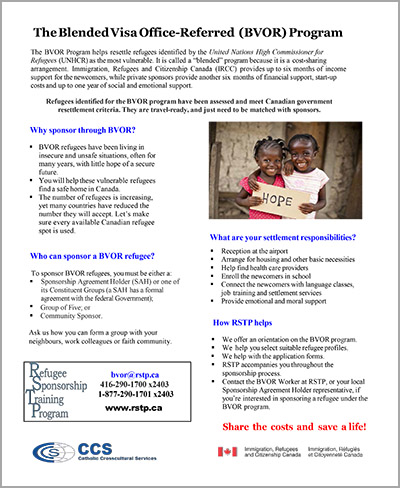 The Blended Visa Office-Referred (BVOR) Program
The BVOR Program helps resettle refugees identified by the United Nations High Commissioner for
Refugees (UNHCR) as the most vulnerable. It is called a “blended” program because it is a cost-sharing
arrangement. Immigration, Refugees and Citizenship Canada (IRCC) provides up to six months of income
support for the newcomers, while private sponsors provide another six months of financial support, start-up
costs and up to one year of social and emotional support.
Refugees identified for the BVOR program have been assessed and meet Canadian government
resettlement criteria. They are travel-ready, and just need to be matched with sponsors.
Why sponsor through BVOR?
▪ BVOR refugees have been living in
insecure and unsafe situations, often for
many years, with little hope of a secure
future.
▪ You will help these vulnerable refugees
find a safe home in Canada.
▪ The number of refugees is increasing,
yet many countries have reduced the
number they will accept. Let’s make
sure every available Canadian refugee
spot is used.
Who can sponsor a BVOR refugee?
To sponsor BVOR refugees, you must be either a:
▪ Sponsorship Agreement Holder (SAH) or one of
its Constituent Groups (a SAH has a formal
agreement with the federal Government);
▪ Group of Five; or
▪ Community Sponsor.
Ask us how you can form a group with your
neighbours, work colleagues or faith community.
Refugee
Sponsorship
Training
Program
bvor@rstp.ca
416-290-1700 x2403
1-877-290-1701 x2403
www.rstp.ca
CCS
Catholic Crosscultural Services
HOPE
What are your settlement responsibilities?
▪ Reception at the airport
▪ Arrange for housing and other basic necessities
▪ Help find health care providers
▪ Enroll the newcomers in school
▪ Connect the newcomers with language classes,
job training and settlement services
▪ Provide emotional and moral support
How RSTP helps
▪ We offer an orientation on the BVOR program.
▪ We help you select suitable refugee profiles.
▪ We help with the application forms.
▪ RSTP accompanies you throughout the
sponsorship process.
▪ Contact the BVOR Worker at RSTP, or your local
Sponsorship Agreement Holder representative, if
you’re interested in sponsoring a refugee under the
BVOR program.
Share the costs and save a life!
Immigration, Refugees
and Citizenship Canada
Immigration, Réfugiés
et Citoyenneté Canada